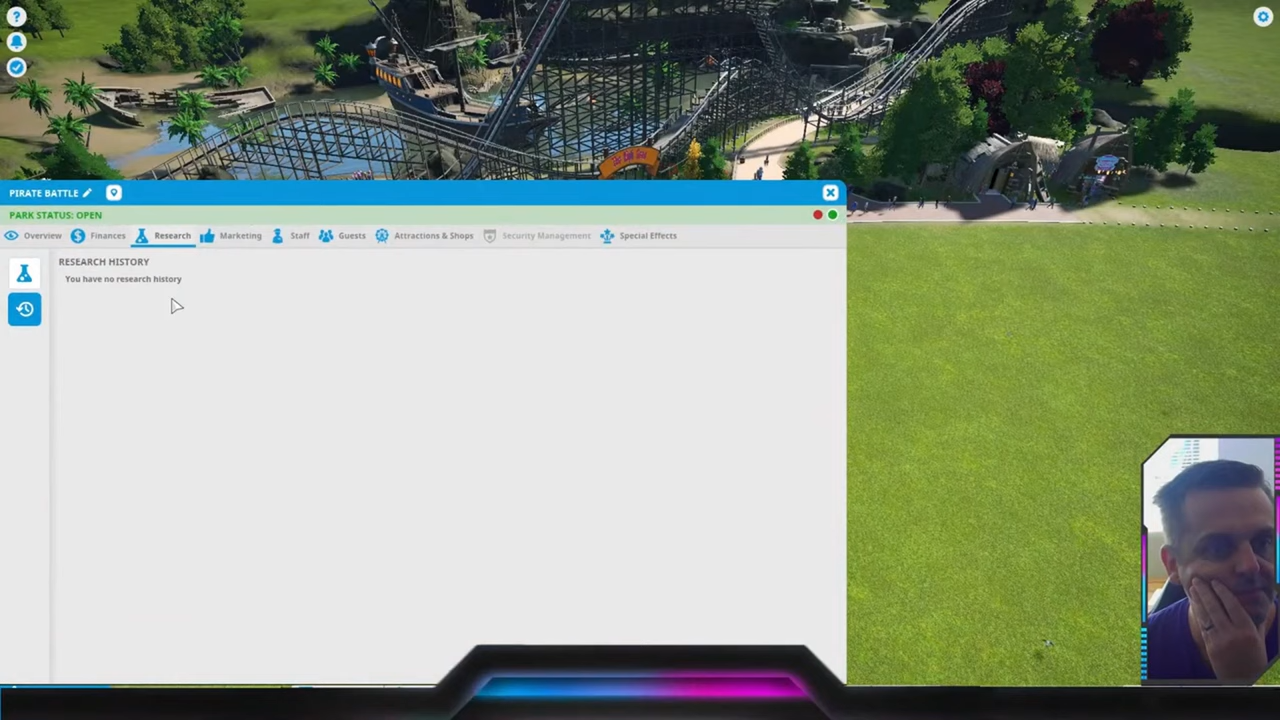 PIRATE BATTLE
PARK STATUS: OPEN
Overview Finances Research Marketing Staff Guests Attractions & Shops Security Management Special Effects
RESEARCH HISTORY
You have no research history